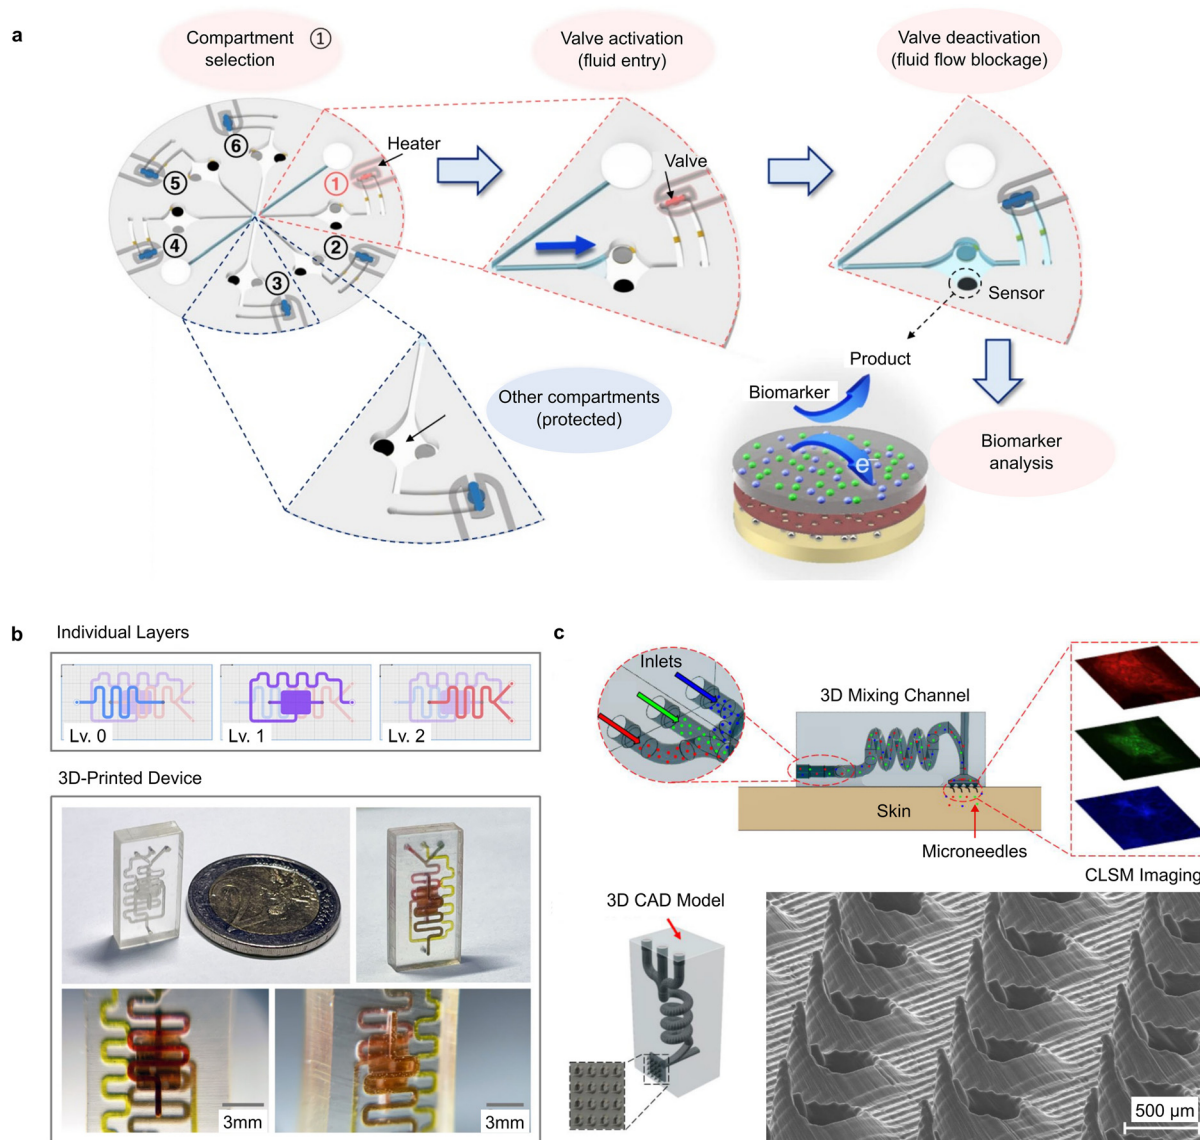 a
Compartment ①
selection
Valve activation
(fluid entry)
Valve deactivation
(fluid flow blockage)
Heater
Valve
Sensor
①
②
③
④
⑤
⑥
Other compartments
(protected)
Product
Biomarker
e⁻
Biomarker
analysis
b
Individual Layers
Lv. 0
Lv. 1
Lv. 2
3D-Printed Device
3mm
3mm
c
Inlets
3D Mixing Channel
Skin
Microneedles
CLSM Imaging
3D CAD Model
500 µm